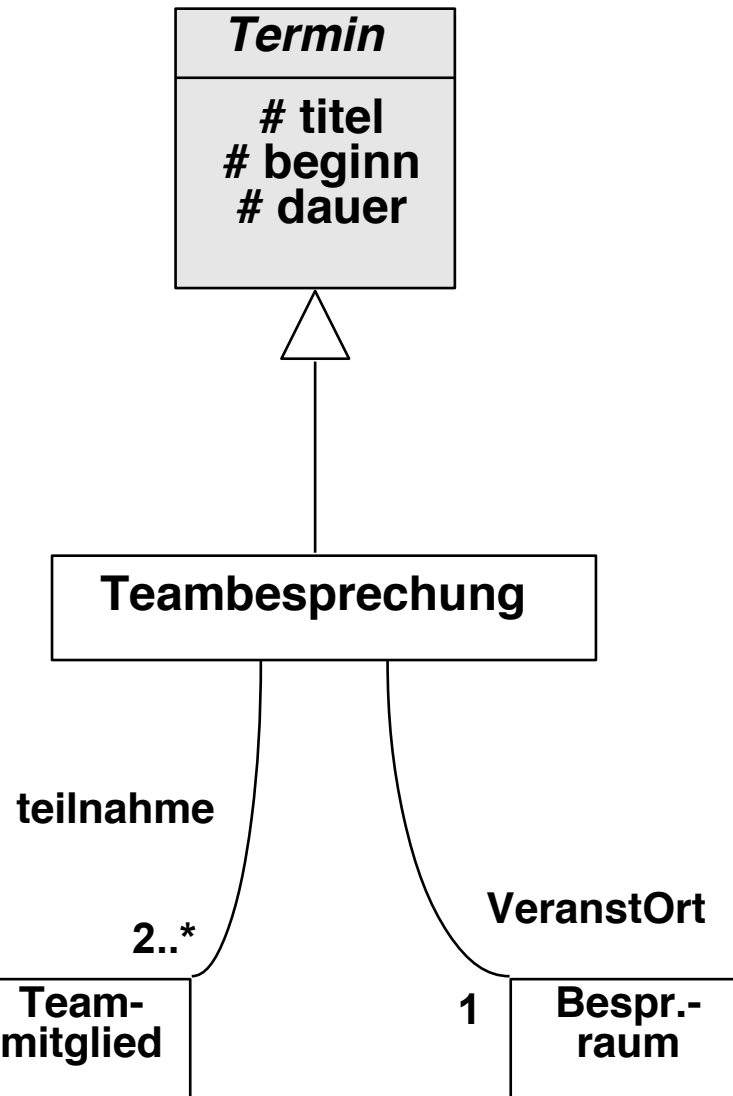 Termin
# titel
# beginn
# dauer
Teambesprechung
teilnahme
VeranstOrt
2..*
1
Team-
mitglied
Bespr.-
raum